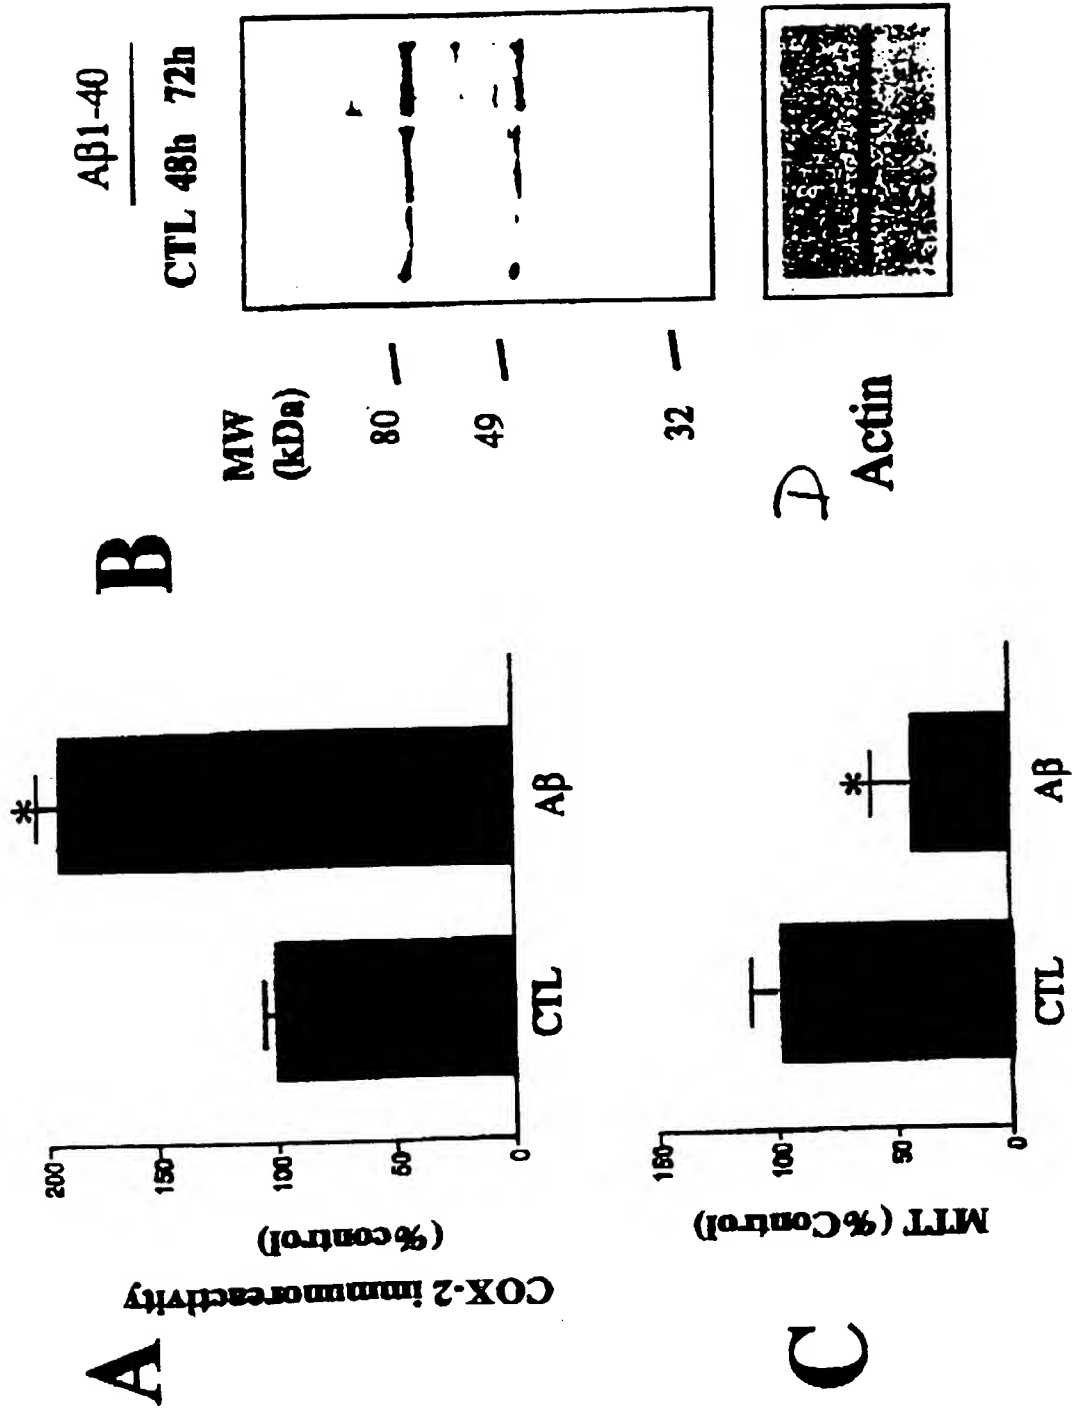 A
COX-2 immunoreactivity
(% control)
200
150
100
50
0
CTL
Aβ
*
B
Aβ1-40
CTL 48h 72h
MW
(kDa)
80
49
32
C
MTT (% Control)
150
100
50
0
CTL
Aβ
*
D
Actin